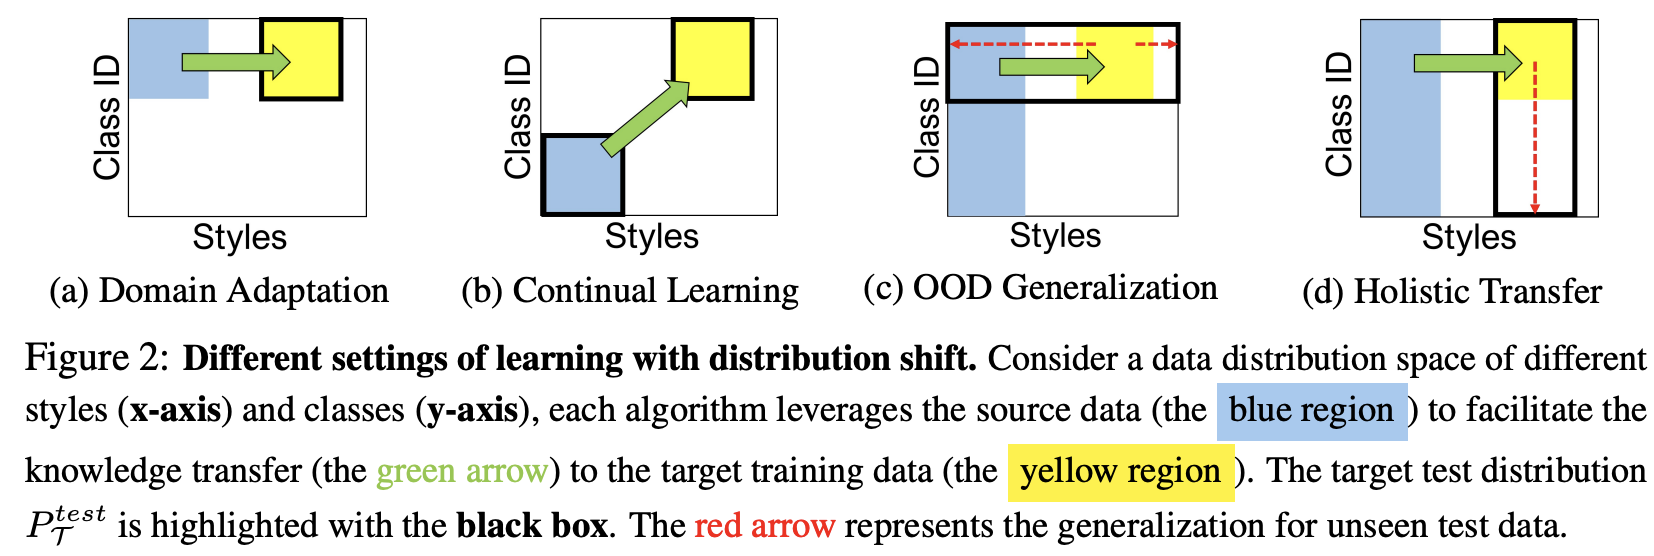 Class ID
Styles
(a) Domain Adaptation
Class ID
Styles
(b) Continual Learning
Class ID
Styles
(c) OOD Generalization
Class ID
Styles
(d) Holistic Transfer
Figure 2: Different settings of learning with distribution shift. Consider a data distribution space of different
styles (x-axis) and classes (y-axis), each algorithm leverages the source data (the blue region ) to facilitate the
knowledge transfer (the green arrow) to the target training data (the yellow region ). The target test distribution
$P_{\mathcal{T}}^{test}$ is highlighted with the black box. The red arrow represents the generalization for unseen test data.